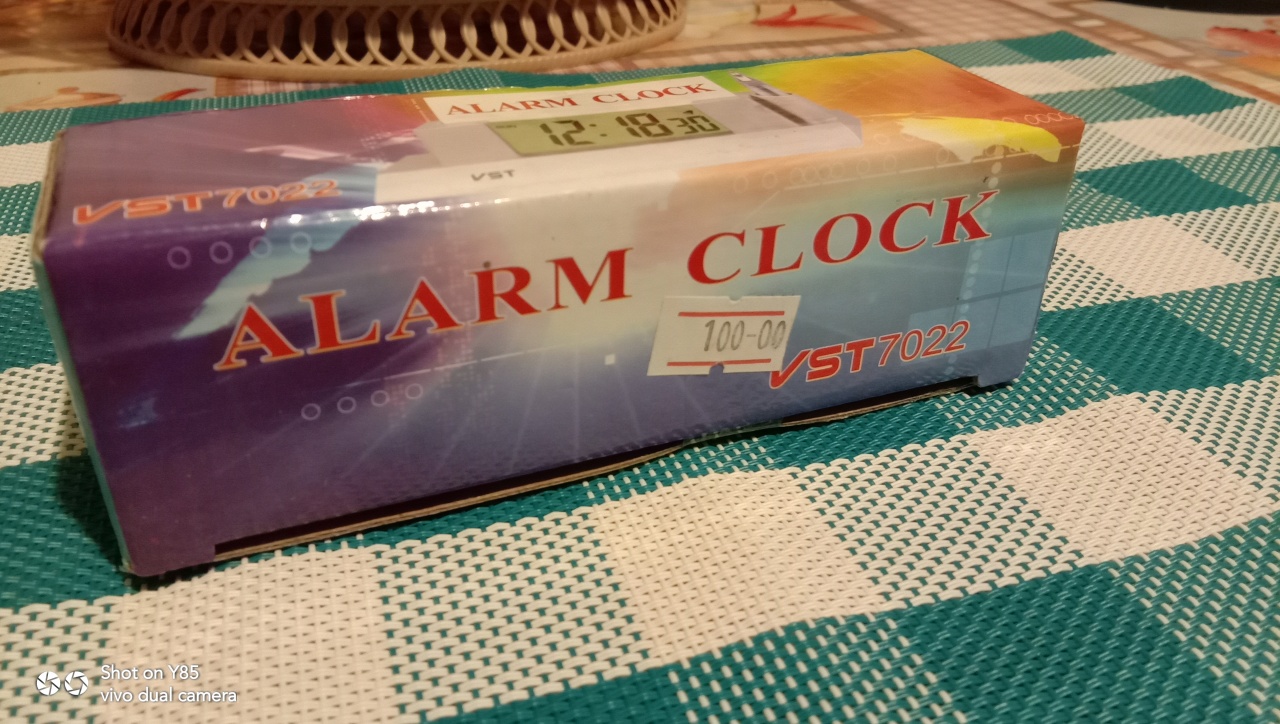 ALARM CLOCK
12:18 30
VST
VST7022
ALARM CLOCK
100-00
VST7022
Shot on Y85
vivo dual camera